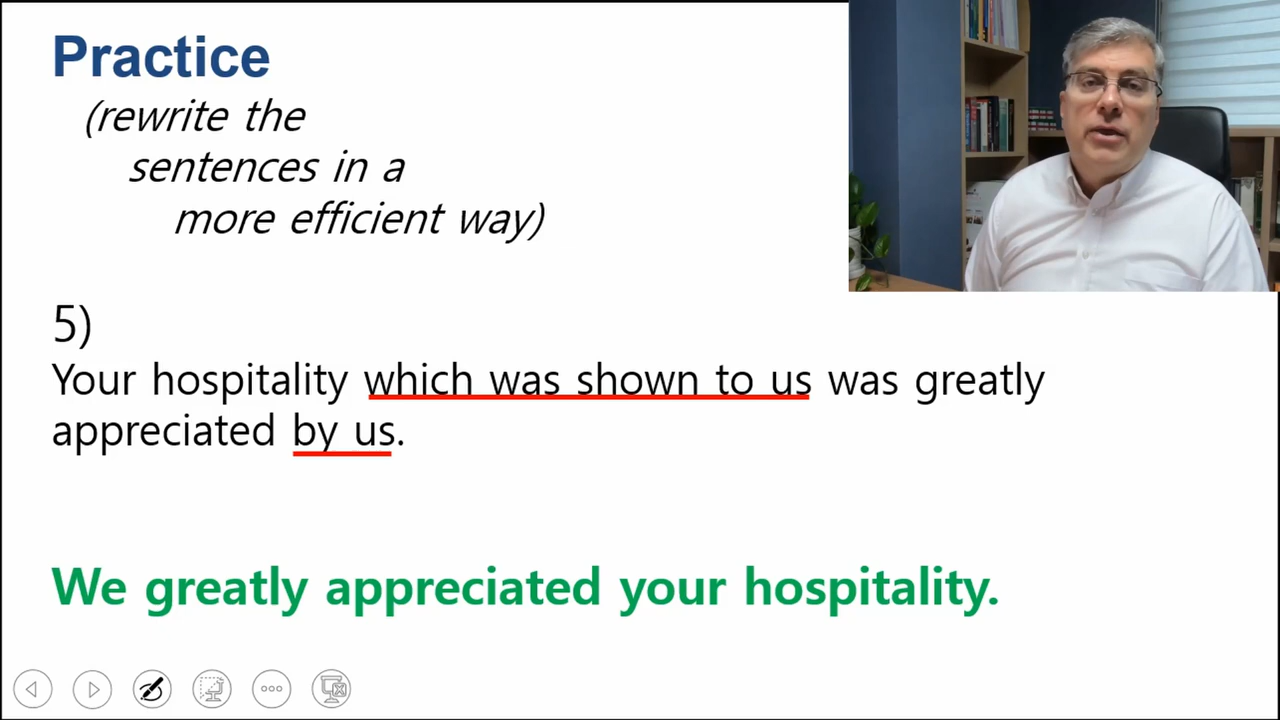 Practice
(rewrite the
sentences in a
more efficient way)
5)
Your hospitality which was shown to us was greatly
appreciated by us.
We greatly appreciated your hospitality.